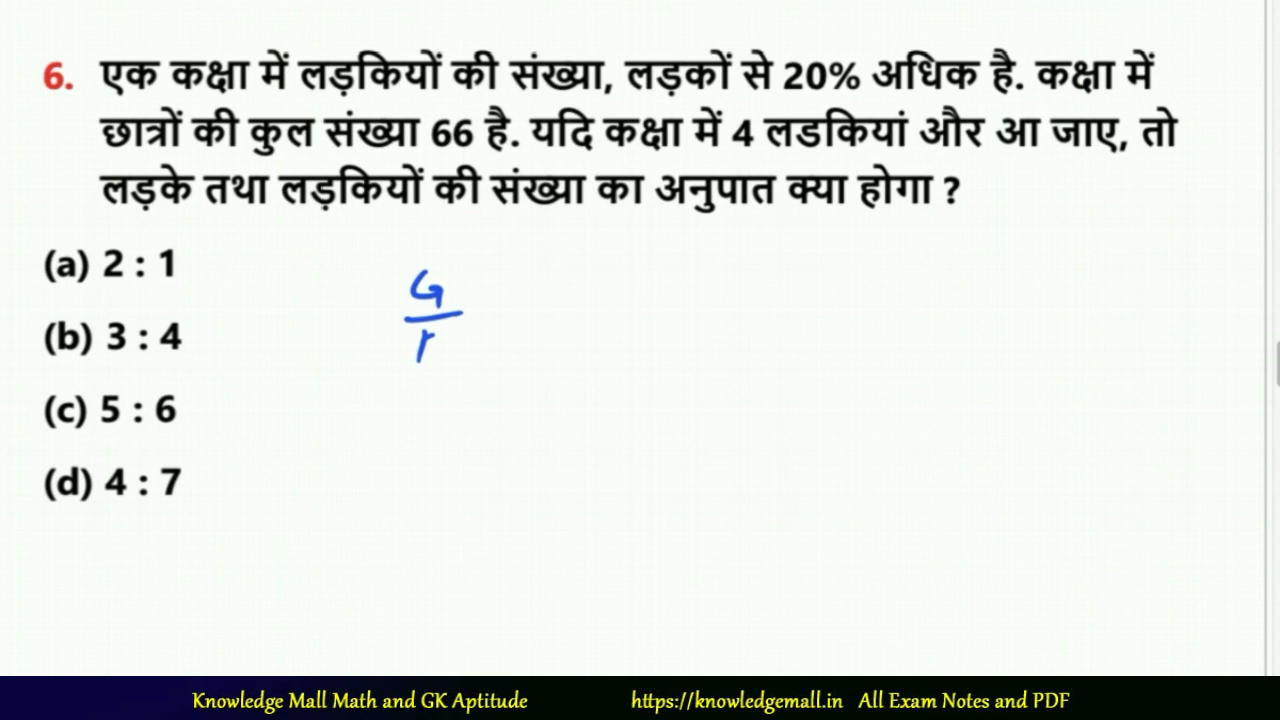 6. एक कक्षा में लड़कियों की संख्या, लड़कों से 20% अधिक है. कक्षा में
छात्रों की कुल संख्या 66 है. यदि कक्षा में 4 लडकियां और आ जाए, तो
लड़के तथा लड़कियों की संख्या का अनुपात क्या होगा ?
(a) 2 : 1
(b) 3 : 4
(c) 5 : 6
(d) 4 : 7
G
Knowledge Mall Math and GK Aptitude https://knowledgemall.in All Exam Notes and PDF